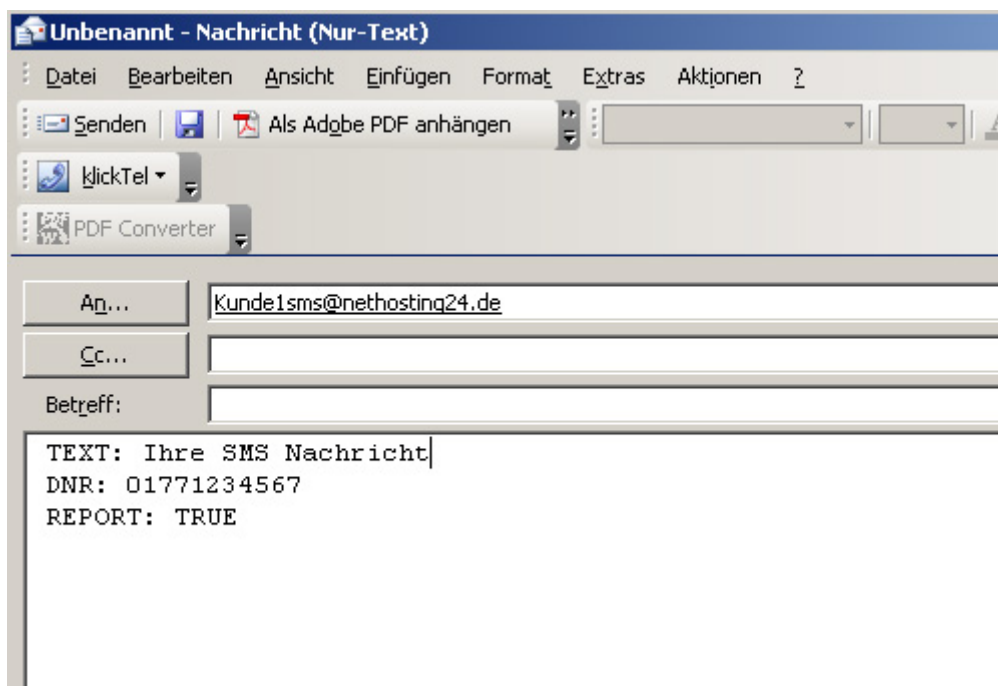 Unbenannt - Nachricht (Nur-Text)
Datei Bearbeiten Ansicht Einfügen Format Extras Aktionen ?
Senden Als Adobe PDF anhängen
klickTel
PDF Converter
An... Kunde1sms@nethosting24.de
Cc...
Betreff:
TEXT: Ihre SMS Nachricht
DNR: 01771234567
REPORT: TRUE